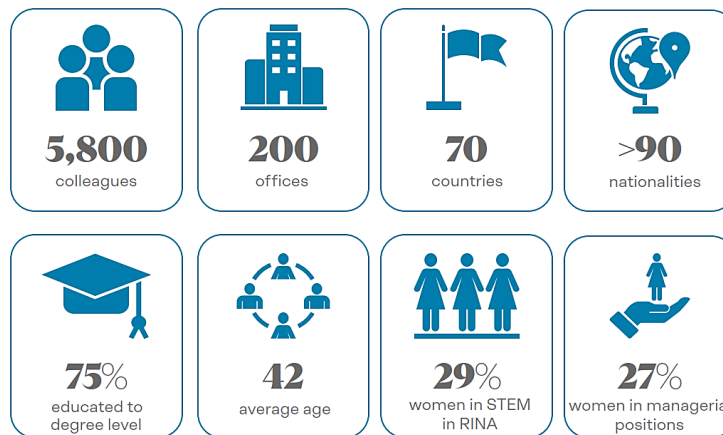 5,800
colleagues
200
offices
70
countries
>90
nationalities
75%
educated to
degree level
42
average age
29%
women in STEM
in RINA
27%
women in manageria
positions